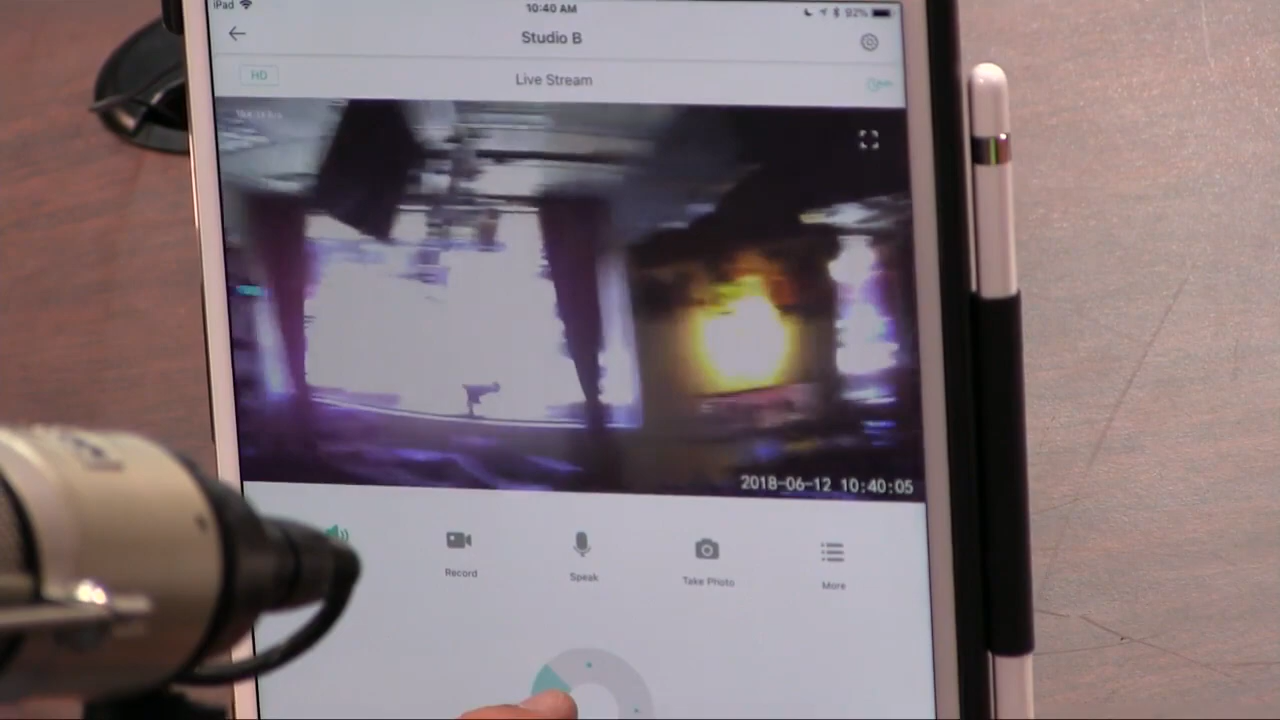 iPad 10:40 AM 92%
Studio B
HD Live Stream
2018-06-12 10:40:05
Record Speak Take Photo More